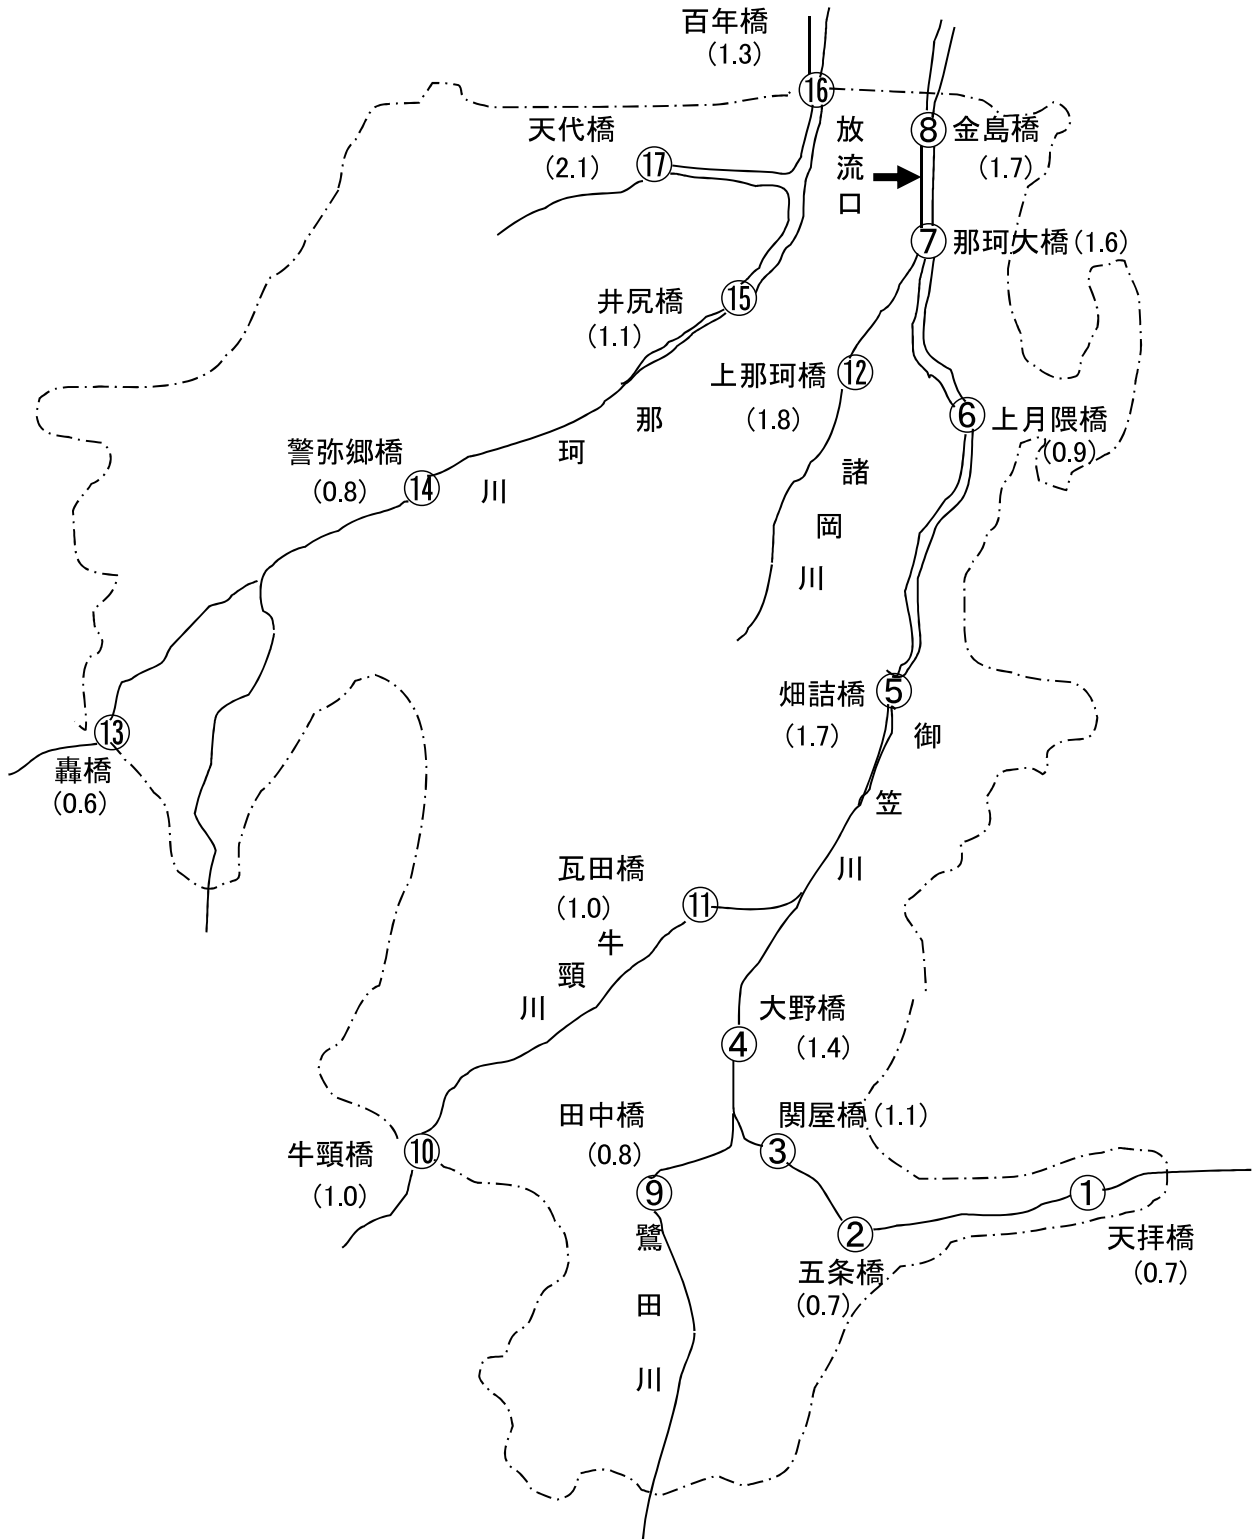 百年橋
(1.3)
⑯
天代橋
(2.1)
⑰
放流口
⑧
金島橋
(1.7)
⑦
那珂大橋(1.6)
井尻橋
(1.1)
⑮
上那珂橋
(1.8)
⑫
⑥
上月隈橋
(0.9)
警弥郷橋
(0.8)
⑭
那珂川
諸岡川
畑詰橋
(1.7)
⑤
御笠川
⑬
轟橋
(0.6)
瓦田橋
(1.0)
⑪
牛頸川
大野橋
(1.4)
④
田中橋
(0.8)
⑨
関屋橋(1.1)
③
牛頸橋
(1.0)
⑩
①
天拝橋
(0.7)
②
五条橋
(0.7)
鷺田川